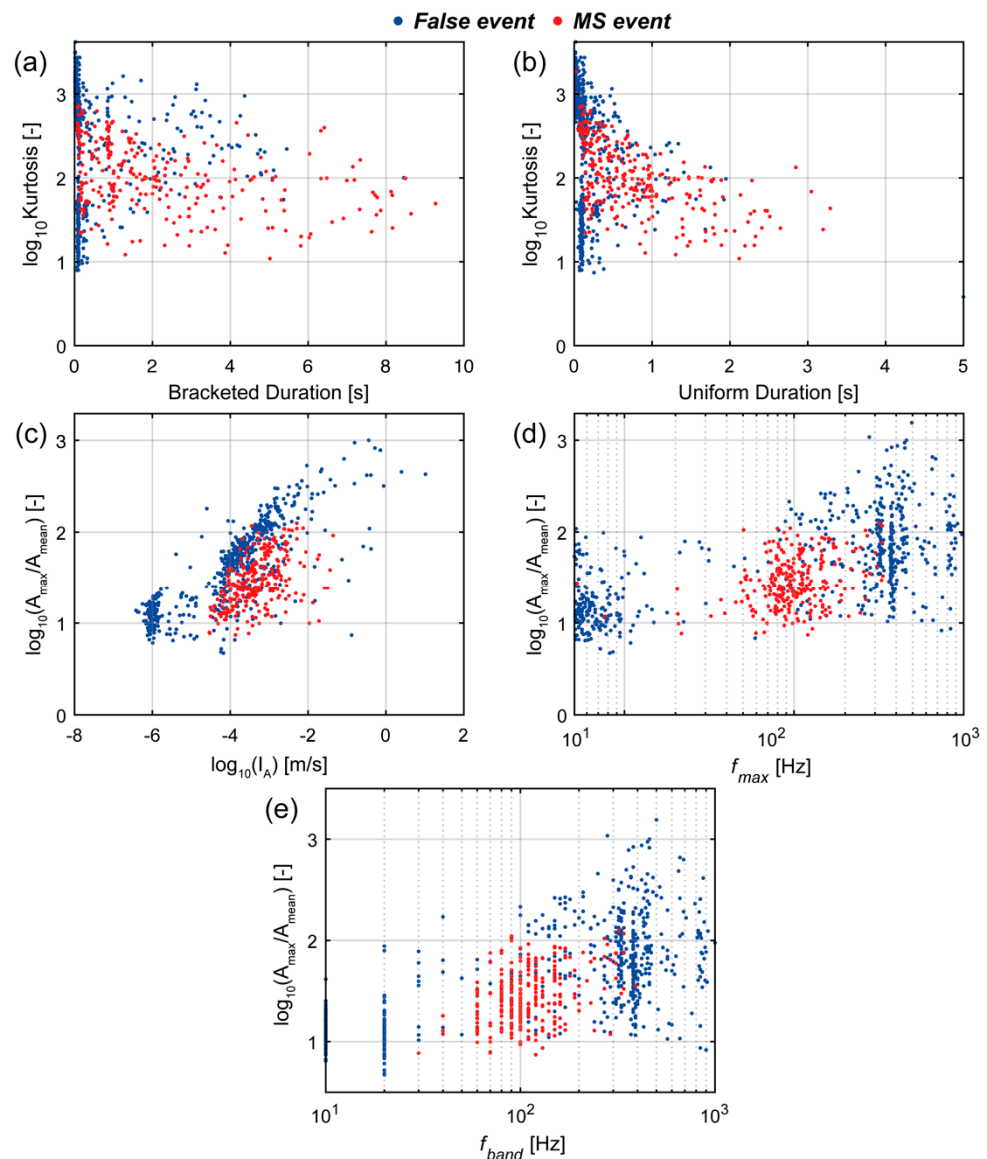 False event MS event
(a)
log10Kurtosis [-]
3
2
1
0
0 2 4 6 8 10
Bracketed Duration [s]
(b)
log10Kurtosis [-]
3
2
1
0
0 1 2 3 4 5
Uniform Duration [s]
(c)
log10(Amax/Amean) [-]
3
2
1
0
-8 -6 -4 -2 0 2
log10(IA) [m/s]
(d)
log10(Amax/Amean) [-]
3
2
1
0
10^1 10^2 10^3
fmax [Hz]
(e)
log10(Amax/Amean) [-]
3
2
1
10^1 10^2 10^3
fband [Hz]